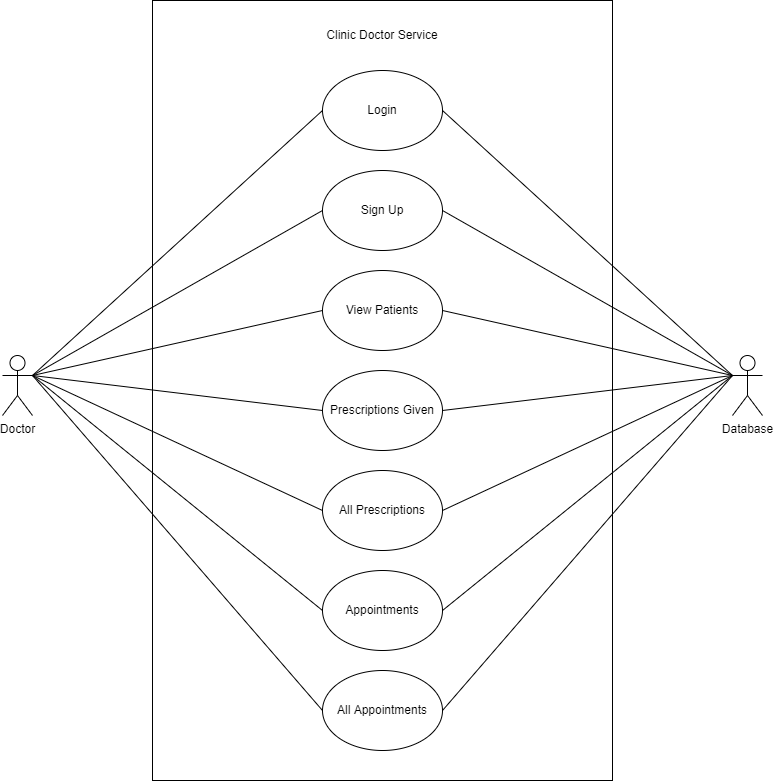 Clinic Doctor Service
Login
Sign Up
View Patients
Prescriptions Given
All Prescriptions
Appointments
All Appointments
Doctor
Database